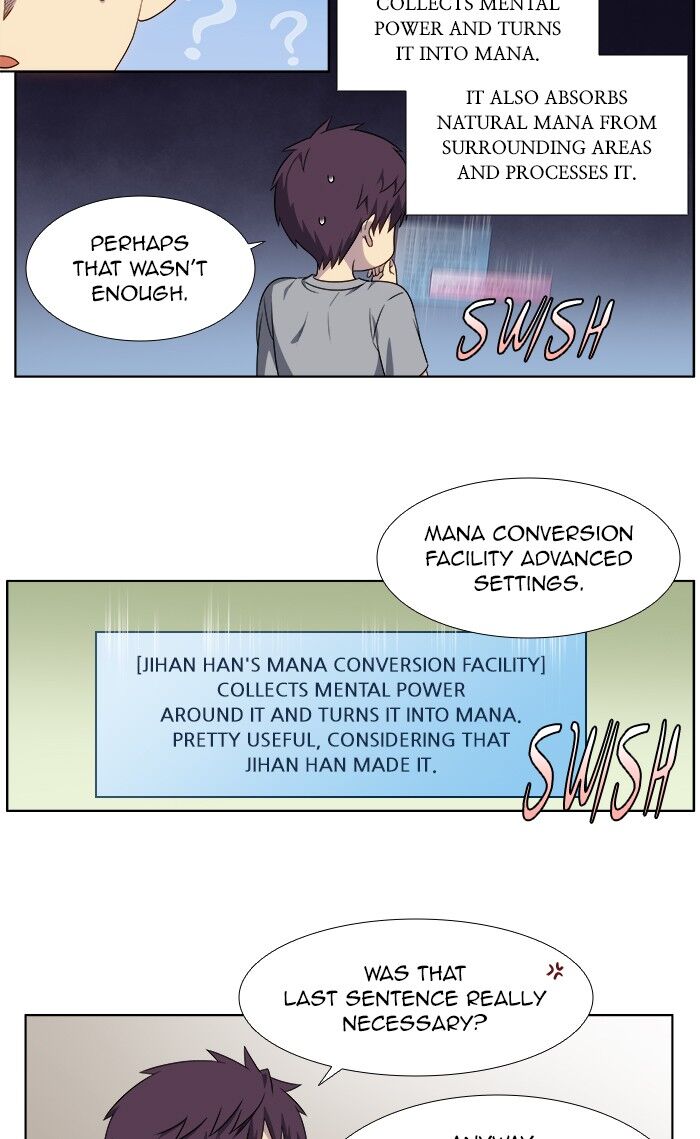 COLLECTS MENTAL
POWER AND TURNS
IT INTO MANA.
IT ALSO ABSORBS
NATURAL MANA FROM
SURROUNDING AREAS
AND PROCESSES IT.
PERHAPS
THAT WASN'T
ENOUGH.
SWISH
MANA CONVERSION
FACILITY ADVANCED
SETTINGS.
[JIHAN HAN'S MANA CONVERSION FACILITY]
COLLECTS MENTAL POWER
AROUND IT AND TURNS IT INTO MANA.
PRETTY USEFUL, CONSIDERING THAT
JIHAN HAN MADE IT.
SWISH
WAS THAT
LAST SENTENCE REALLY
NECESSARY?
ANYWAY